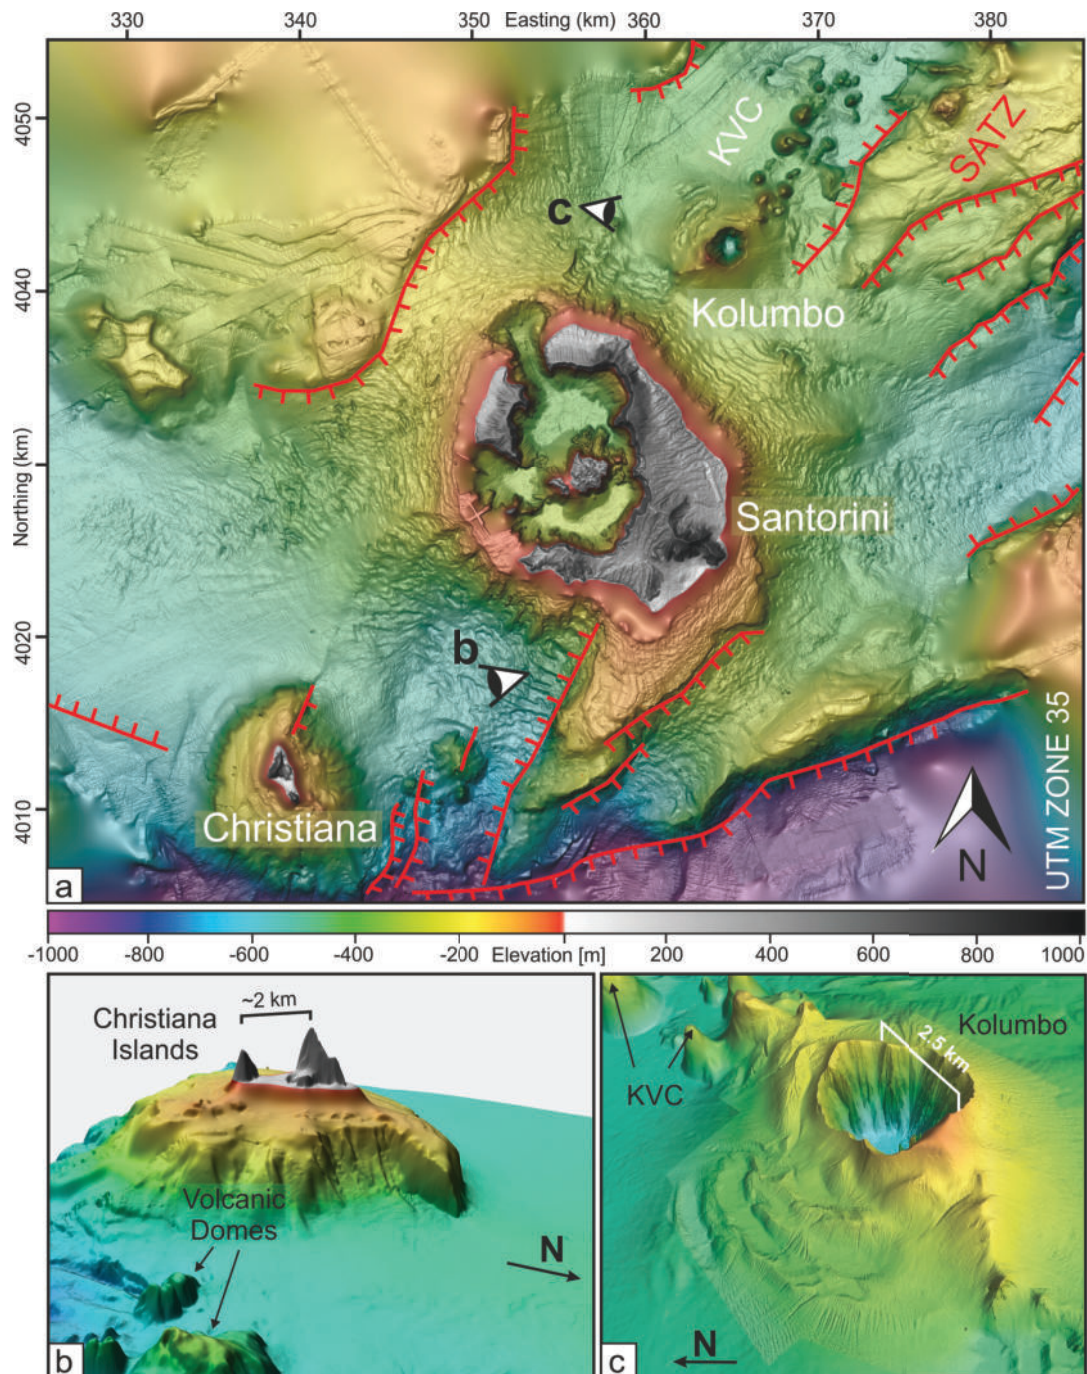 330 340 350 Easting (km) 360 370 380
4050
4040
Northing (km)
4020
4010
KVC
SATZ
c
Kolumbo
Santorini
b
Christiana
N
UTM ZONE 35
a
-1000 -800 -600 -400 -200 Elevation [m] 200 400 600 800 1000
~2 km
Christiana
Islands
Volcanic
Domes
N
b
Kolumbo
2.5 km
KVC
N
c